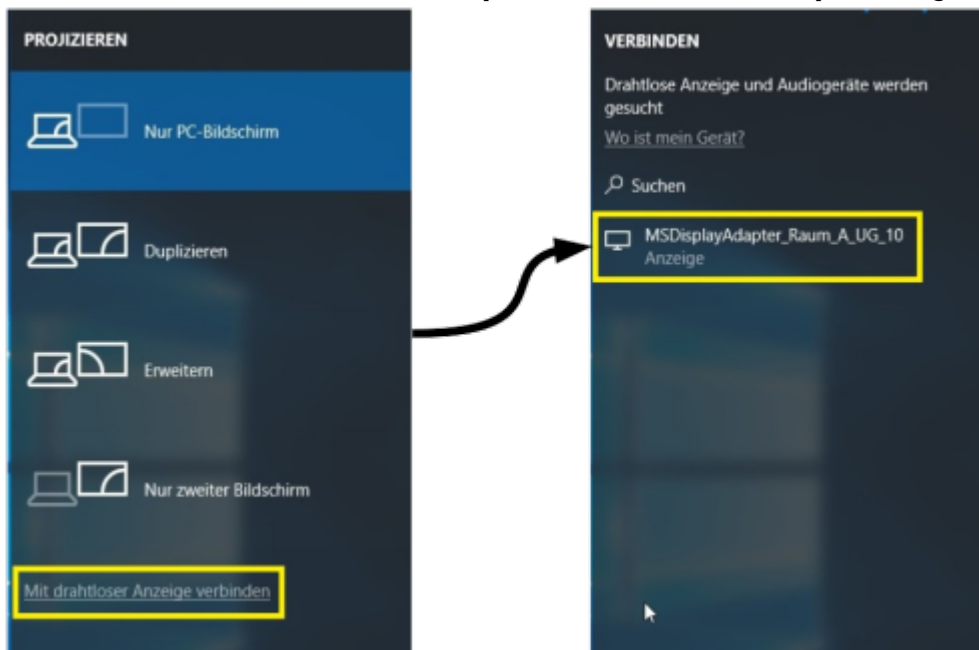 PROJIZIEREN
Nur PC-Bildschirm
Duplizieren
Erweitern
Nur zweiter Bildschirm
Mit drahtloser Anzeige verbinden
VERBINDEN
Drahtlose Anzeige und Audiogeräte werden
gesucht
Wo ist mein Gerät?
Suchen
MSDisplayAdapter_Raum_A_UG_10
Anzeige